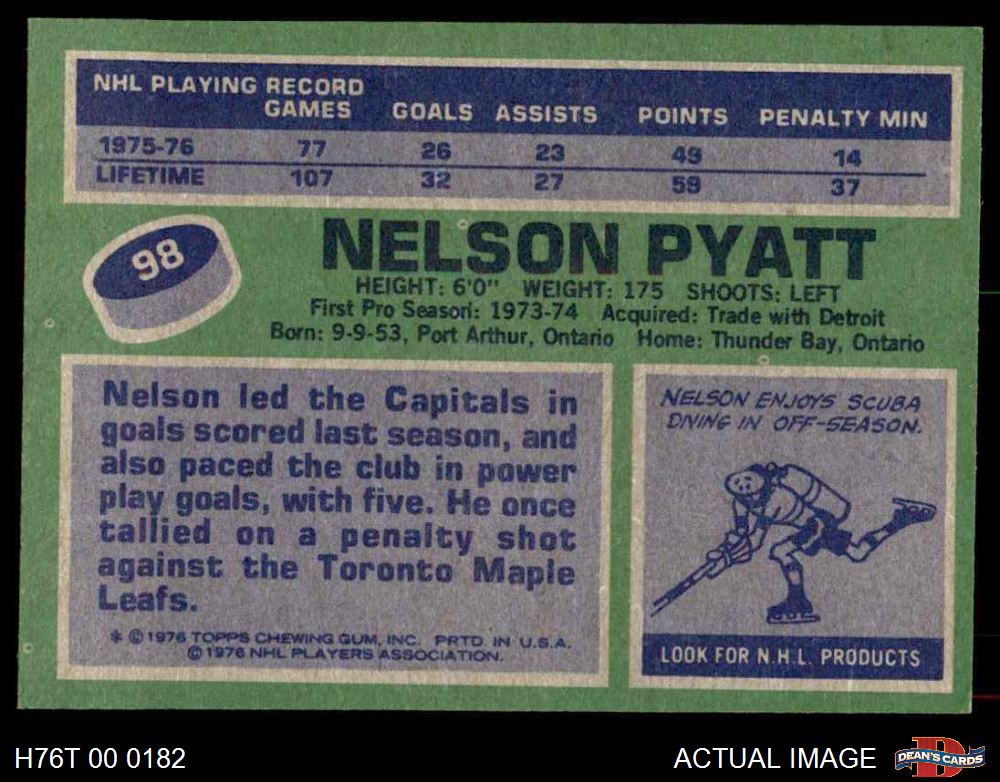 NHL PLAYING RECORD
GAMES GOALS ASSISTS POINTS PENALTY MIN
1975-76 77 26 23 49 14
LIFETIME 107 32 27 59 37
98
NELSON PYATT
HEIGHT: 6'0" WEIGHT: 175 SHOOTS: LEFT
First Pro Season: 1973-74 Acquired: Trade with Detroit
Born: 9-9-53, Port Arthur, Ontario Home: Thunder Bay, Ontario
Nelson led the Capitals in
goals scored last season, and
also paced the club in power
play goals, with five. He once
tallied on a penalty shot
against the Toronto Maple
Leafs.
* © 1976 TOPPS CHEWING GUM, INC. PRTD. IN U.S.A.
© 1976 NHL PLAYERS ASSOCIATION.
NELSON ENJOYS SCUBA
DIVING IN OFF-SEASON.
LOOK FOR N.H.L. PRODUCTS
H76T 00 0182
ACTUAL IMAGE
D
DEAN'S CARDS